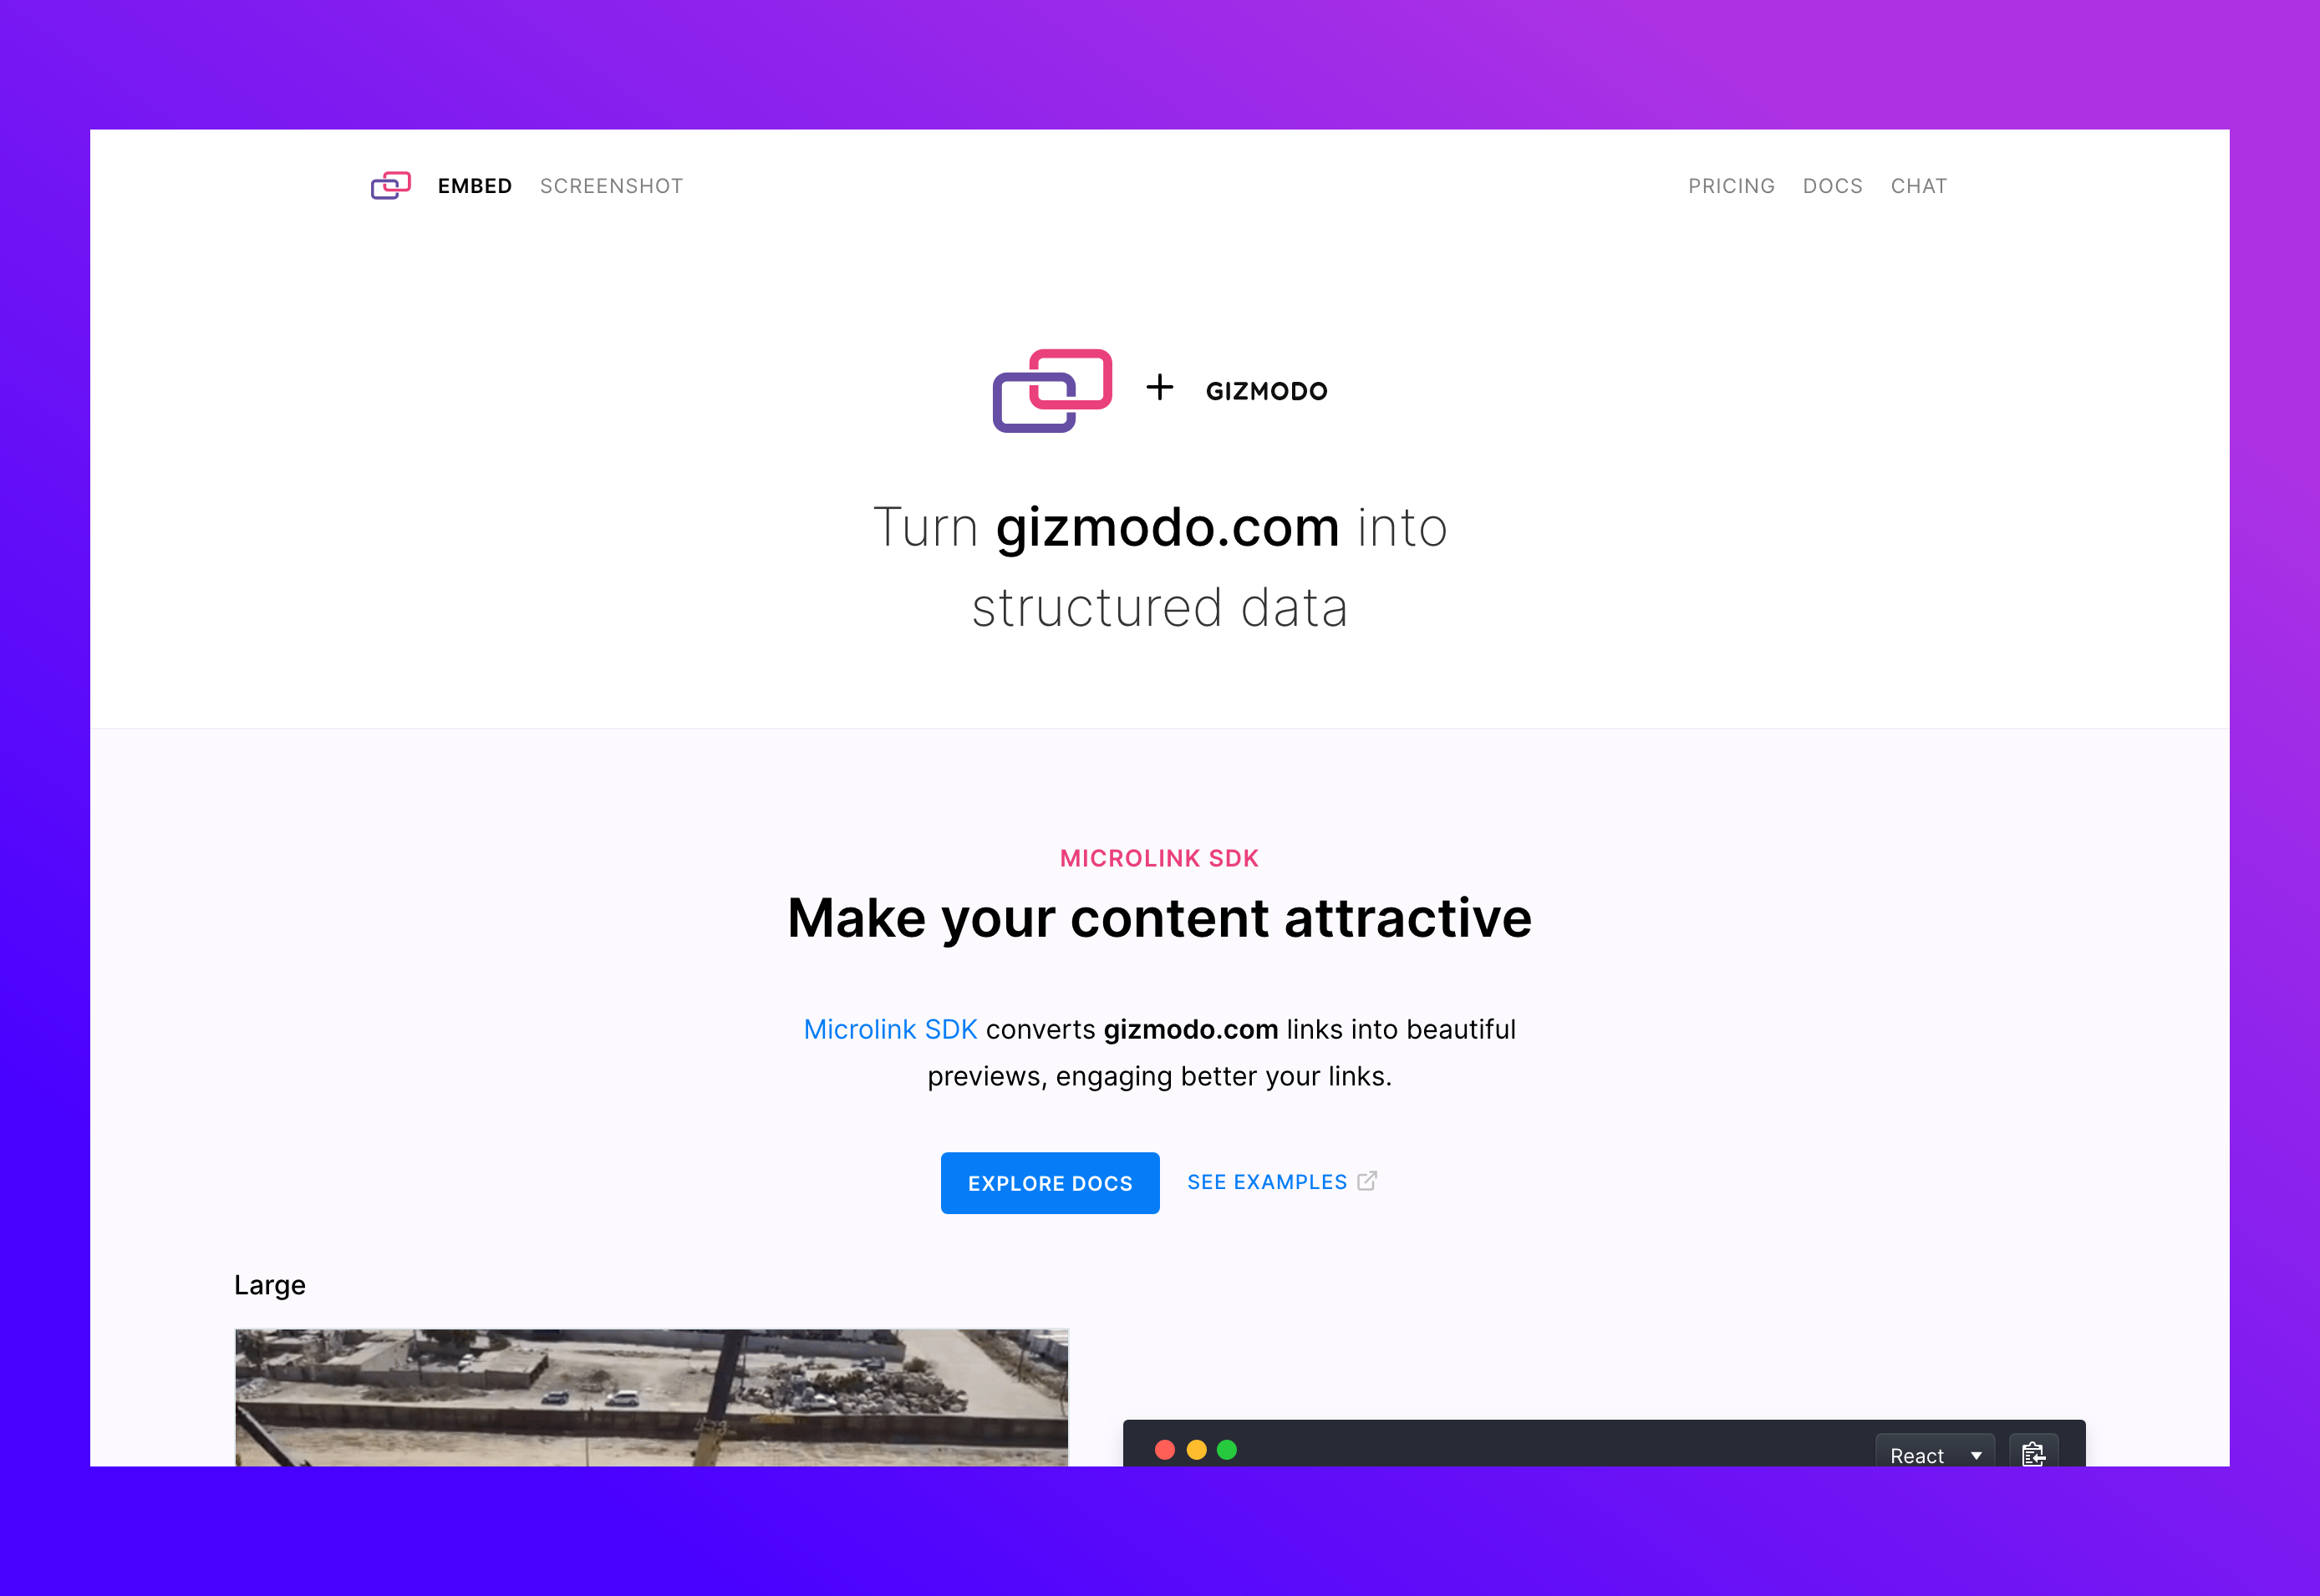 EMBED SCREENSHOT PRICING DOCS CHAT
GIZMODO
Turn gizmodo.com into
structured data
MICROLINK SDK
Make your content attractive
Microlink SDK converts gizmodo.com links into beautiful
previews, engaging better your links.
EXPLORE DOCS SEE EXAMPLES
Large
React